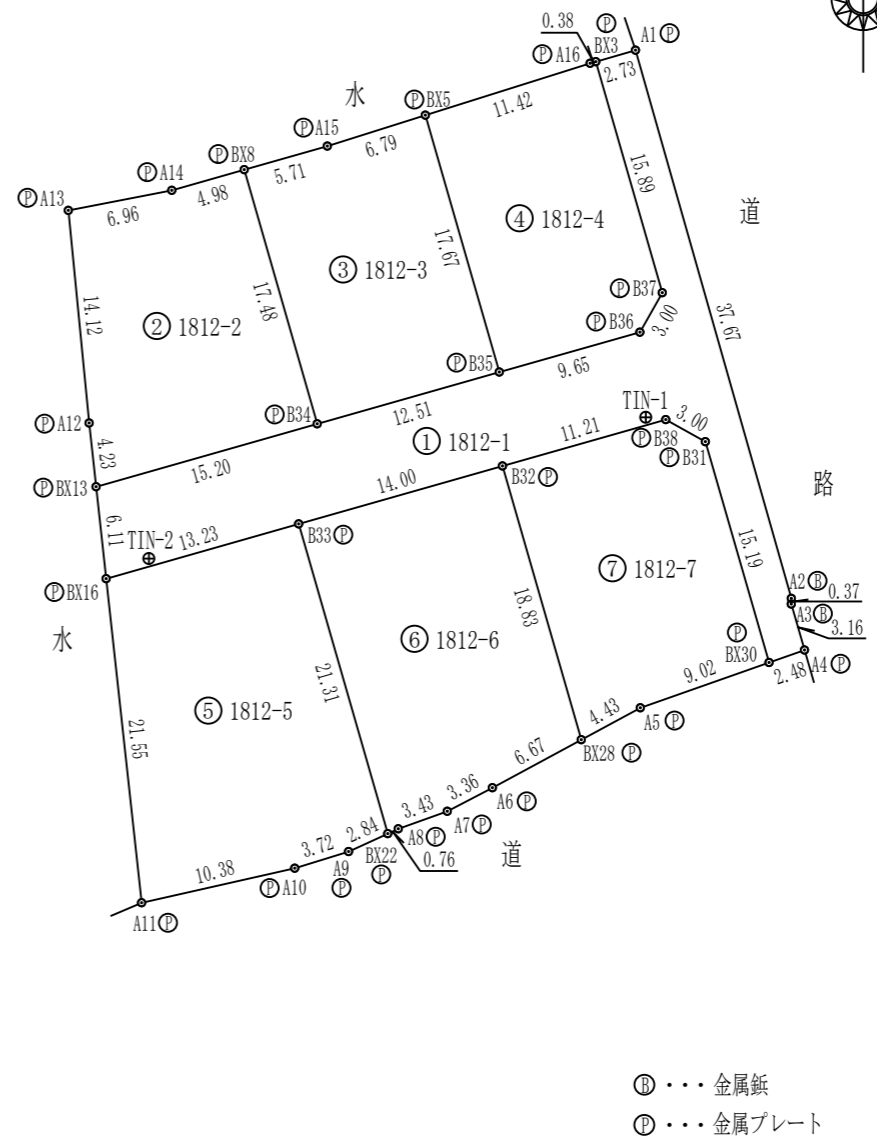 0.38
Ⓟ
BX3
A1Ⓟ
ⓅA16
2.73
水
ⓅBX5
11.42
ⓅA15
6.79
ⓅBX8
5.71
15.89
ⓅA14
4.98
ⓅA13
6.96
道
④ 1812-4
17.67
③ 1812-3
ⓅB37
14.12
17.48
② 1812-2
37.67
ⓅB36
3.00
ⓅB35
9.65
TIN-1
ⓅB34
12.51
ⓅA12
11.21
3.00
① 1812-1
ⓅB38
ⓅB31
4.23
15.20
B32Ⓟ
ⓅBX13
14.00
路
6.11
TIN-2
13.23
B33Ⓟ
15.19
ⓅBX16
⑦ 1812-7
A2Ⓑ
0.37
18.83
A3Ⓑ
水
⑥ 1812-6
Ⓟ
3.16
BX30
A4Ⓟ
9.02
2.48
21.31
⑤ 1812-5
4.43
A5Ⓟ
21.55
BX28Ⓟ
6.67
A6Ⓟ
3.36
3.43
A7Ⓟ
2.84
A8Ⓟ
3.72
BX22
Ⓟ
0.76
道
A9
Ⓟ
10.38
ⓅA10
A11Ⓟ
Ⓑ・・・金属鋲
Ⓟ・・・金属プレート